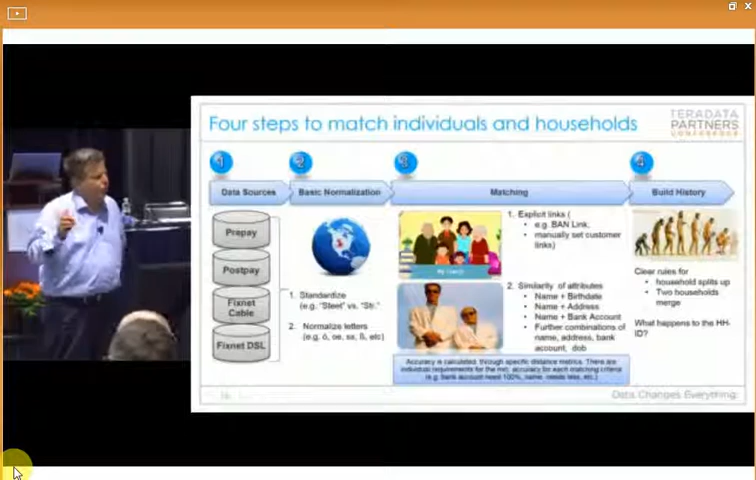 Four steps to match individuals and households
TERADATA
PARTNERS
CONFERENCE
1
2
3
4
Data Sources
Basic Normalization
Matching
Build History
Prepay
Postpay
Fixnet
Cable
Fixnet DSL
1. Standardize
(e.g. "Steet" vs. "Str."
2. Normalize letters
(e.g. ö, oe, ss, ß, etc)
1. Explicit links (
• e.g. BAN Link,
• manually set customer
links)
2. Similarity of attributes
• Name + Birthdate
• Name + Address
• Name + Bank Account
• Further combinations of
name, address, bank
account, dob
Accuracy is calculated through specific distance metrics. There are
individual requirements for the min. accuracy for each matching criteria
(e.g. bank account need 100%, name needs less, etc.)
Clear rules for
• household splits up
• Two households
merge
What happens to the HH-
ID?
Data Changes Everything.